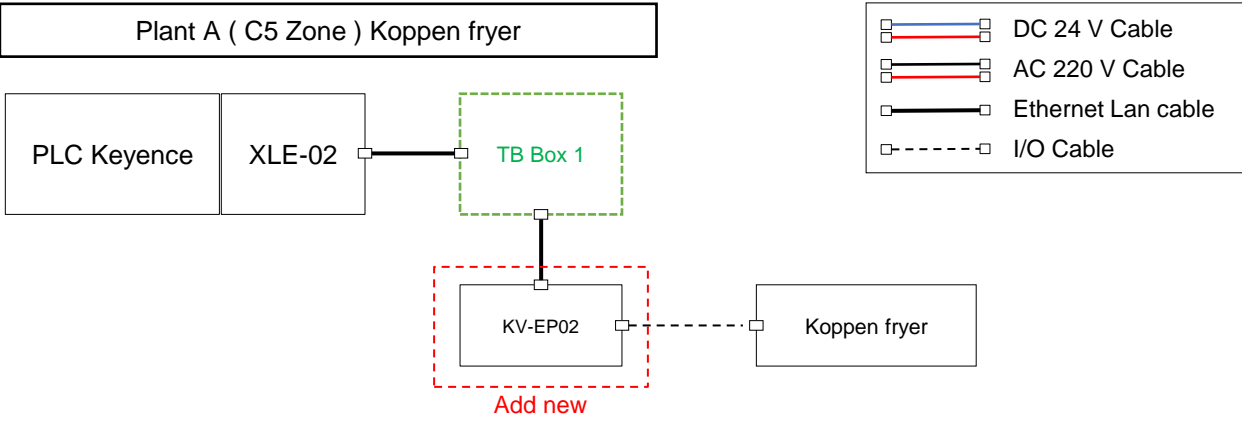 Plant A ( C5 Zone ) Koppen fryer
DC 24 V Cable
AC 220 V Cable
Ethernet Lan cable
I/O Cable
PLC Keyence
XLE-02
TB Box 1
KV-EP02
Koppen fryer
Add new